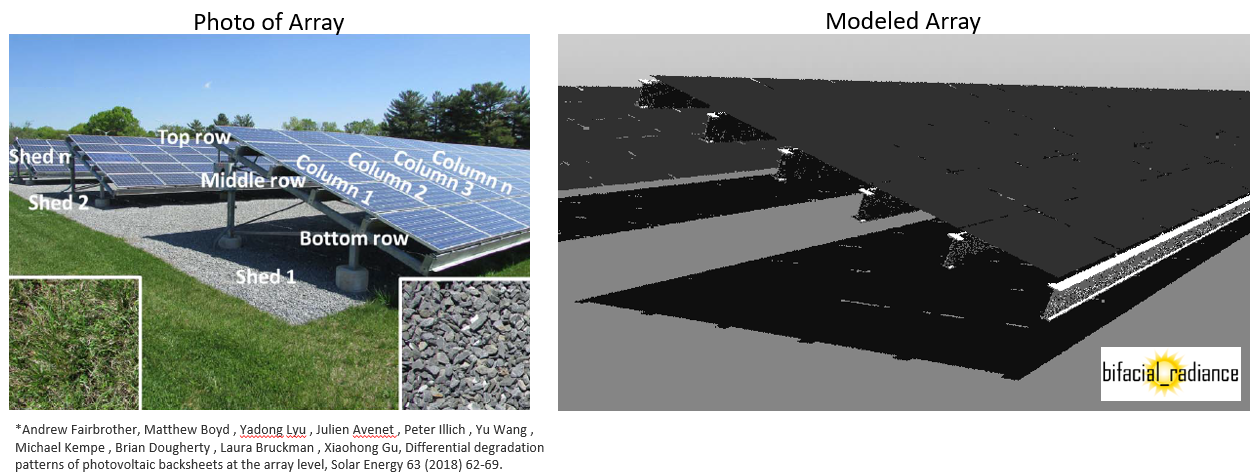 Photo of Array
Modeled Array
Top row
Shed n
Column 1
Column 2
Column 3
Column n
Middle row
Shed 2
Bottom row
Shed 1
bifacial_radiance
*Andrew Fairbrother, Matthew Boyd , Yadong Lyu , Julien Avenet , Peter Illich , Yu Wang ,
Michael Kempe , Brian Dougherty , Laura Bruckman , Xiaohong Gu, Differential degradation
patterns of photovoltaic backsheets at the array level, Solar Energy 63 (2018) 62-69.